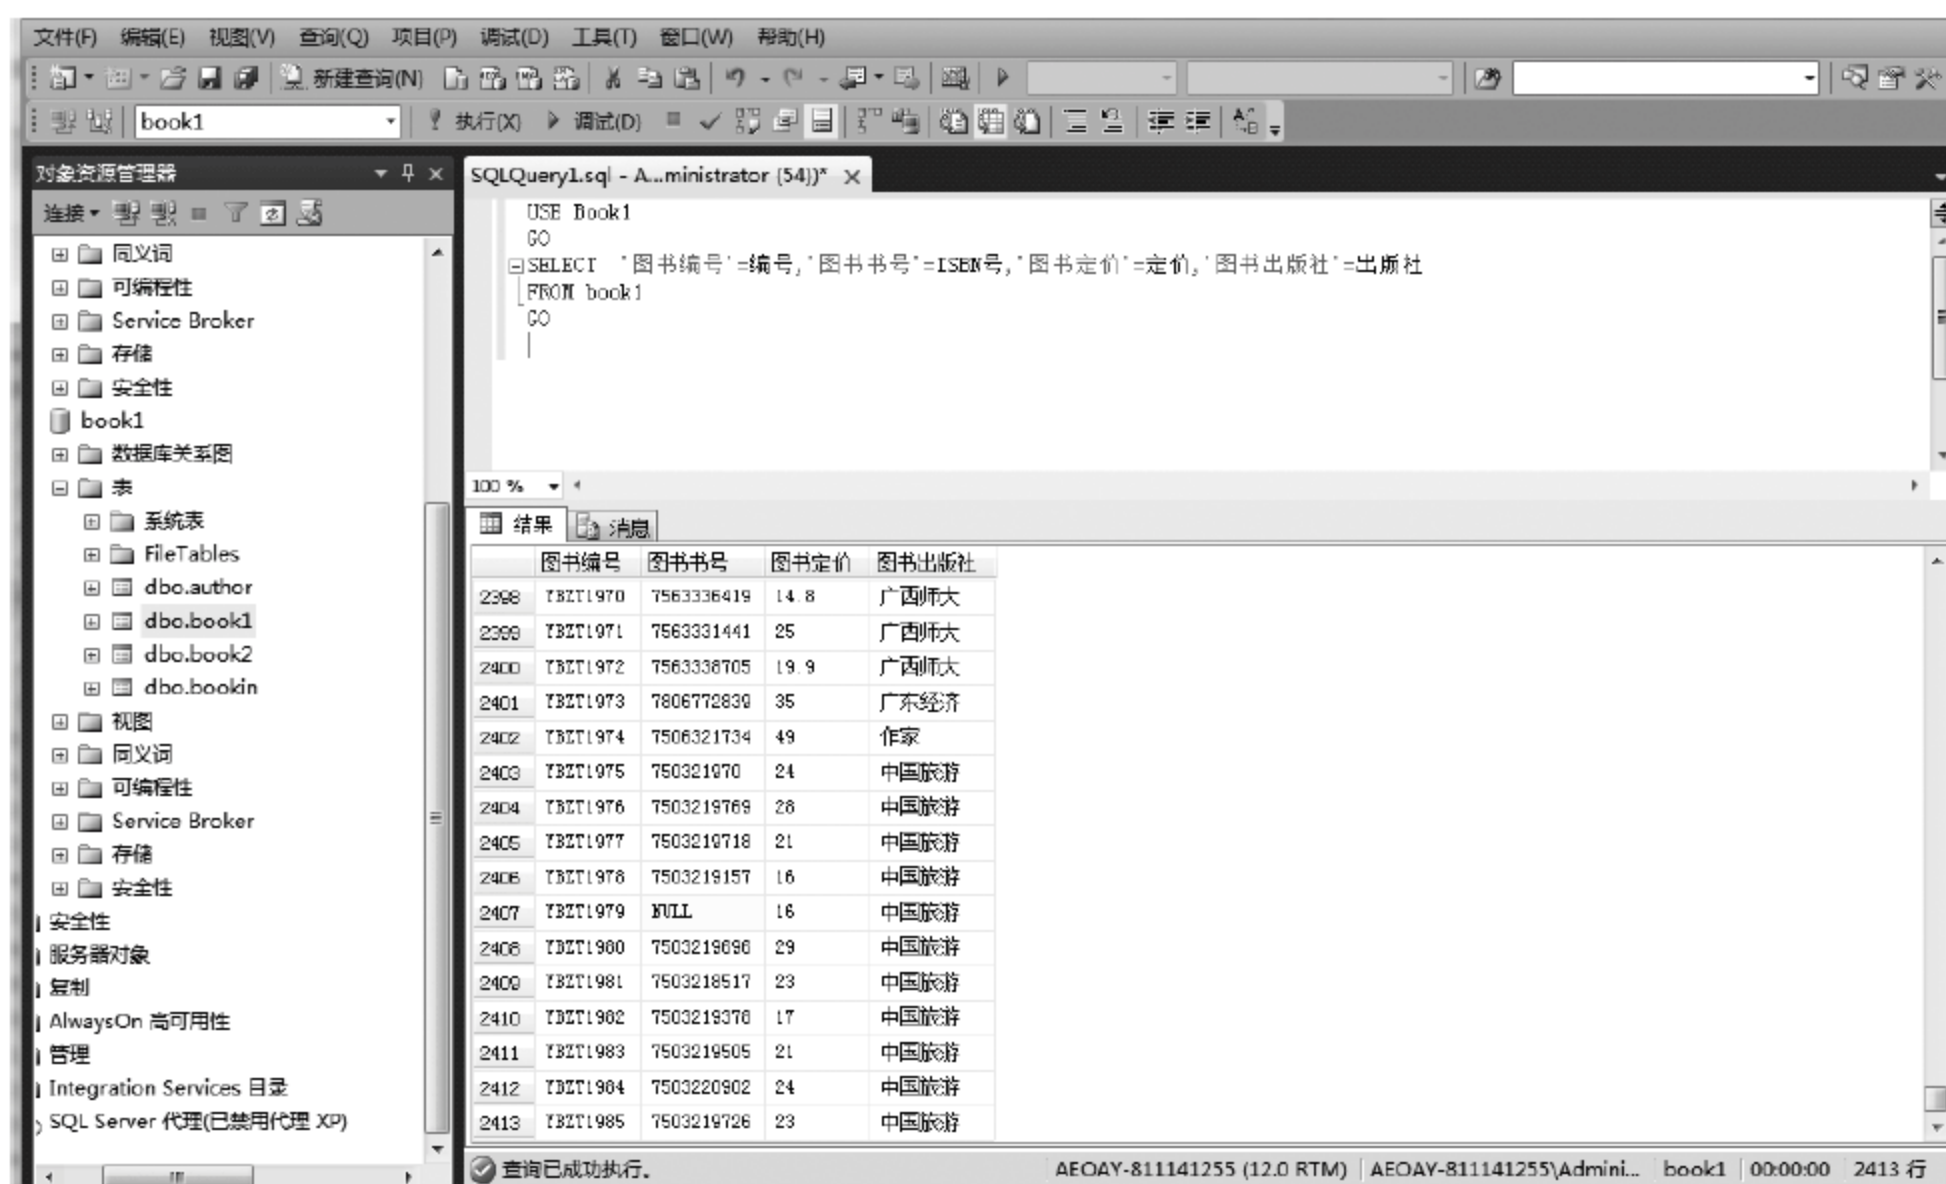 文件(F) 编辑(E) 视图(V) 查询(Q) 项目(P) 调试(D) 工具(T) 窗口(W) 帮助(H)
新建查询(N)
book1 执行(X) 调试(D)
对象资源管理器
连接
同义词
可编程性
Service Broker
存储
安全性
book1
数据库关系图
表
系统表
FileTables
dbo.author
dbo.book1
dbo.book2
dbo.bookin
视图
同义词
可编程性
Service Broker
存储
安全性
安全性
服务器对象
复制
AlwaysOn 高可用性
管理
Integration Services 目录
SQL Server 代理(已禁用代理 XP)
SQLQuery1.sql - A...ministrator (54))*
USE Book1
GO
SELECT '图书编号'=编号,'图书书号'=ISBN号,'图书定价'=定价,'图书出版社'=出版社
FROM book1
GO
100 %
结果 消息
图书编号 图书书号 图书定价 图书出版社
2398 YBZT1970 7563336419 14.8 广西师大
2399 YBZT1971 7563331441 25 广西师大
2400 YBZT1972 7563338705 19.9 广西师大
2401 YBZT1973 7806772839 35 广东经济
2402 YBZT1974 7506321734 49 作家
2403 YBZT1975 750321970 24 中国旅游
2404 YBZT1976 7503219769 28 中国旅游
2405 YBZT1977 7503219718 21 中国旅游
2406 YBZT1978 7503219157 16 中国旅游
2407 YBZT1979 NULL 16 中国旅游
2408 YBZT1980 7503219696 29 中国旅游
2409 YBZT1981 7503218517 23 中国旅游
2410 YBZT1982 7503219378 17 中国旅游
2411 YBZT1983 7503219505 21 中国旅游
2412 YBZT1984 7503220902 24 中国旅游
2413 YBZT1985 7503219726 23 中国旅游
查询已成功执行。 AEOAY-811141255 (12.0 RTM) AEOAY-811141255\Admini... book1 00:00:00 2413 行